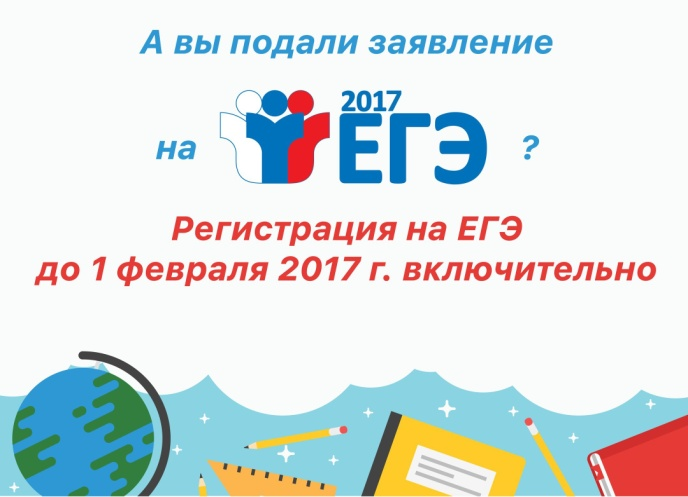 А вы подали заявление
2017
на ЕГЭ ?
Регистрация на ЕГЭ
до 1 февраля 2017 г. включительно